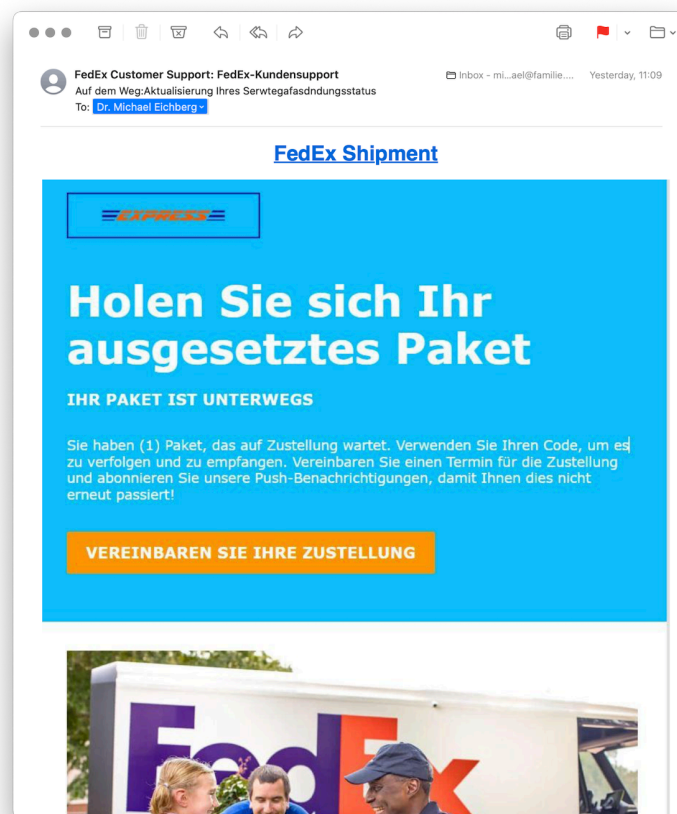 FedEx Customer Support: FedEx-Kundensupport
Inbox - mi...ael@familie....
Yesterday, 11:09
Auf dem Weg:Aktualisierung Ihres Serwtegafasdndungsstatus
To: Dr. Michael Eichberg
FedEx Shipment
EXPRESS
Holen Sie sich Ihr
ausgesetztes Paket
IHR PAKET IST UNTERWEGS
Sie haben (1) Paket, das auf Zustellung wartet. Verwenden Sie Ihren Code, um es
zu verfolgen und zu empfangen. Vereinbaren Sie einen Termin für die Zustellung
und abonnieren Sie unsere Push-Benachrichtigungen, damit Ihnen dies nicht
erneut passiert!
VEREINBAREN SIE IHRE ZUSTELLUNG
FedEx